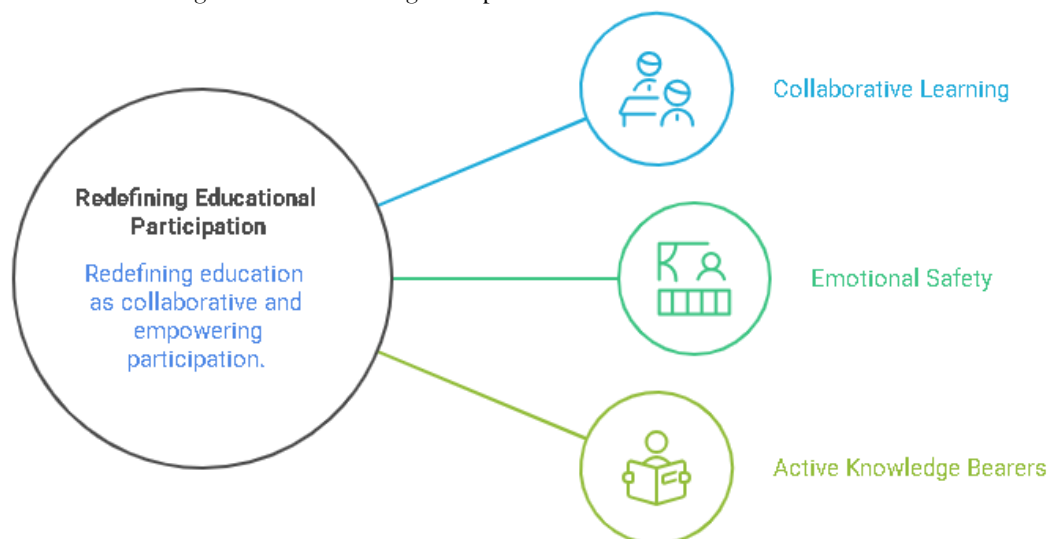 Redefining Educational
Participation
Redefining education
as collaborative and
empowering
participation.
Collaborative Learning
Emotional Safety
Active Knowledge Bearers